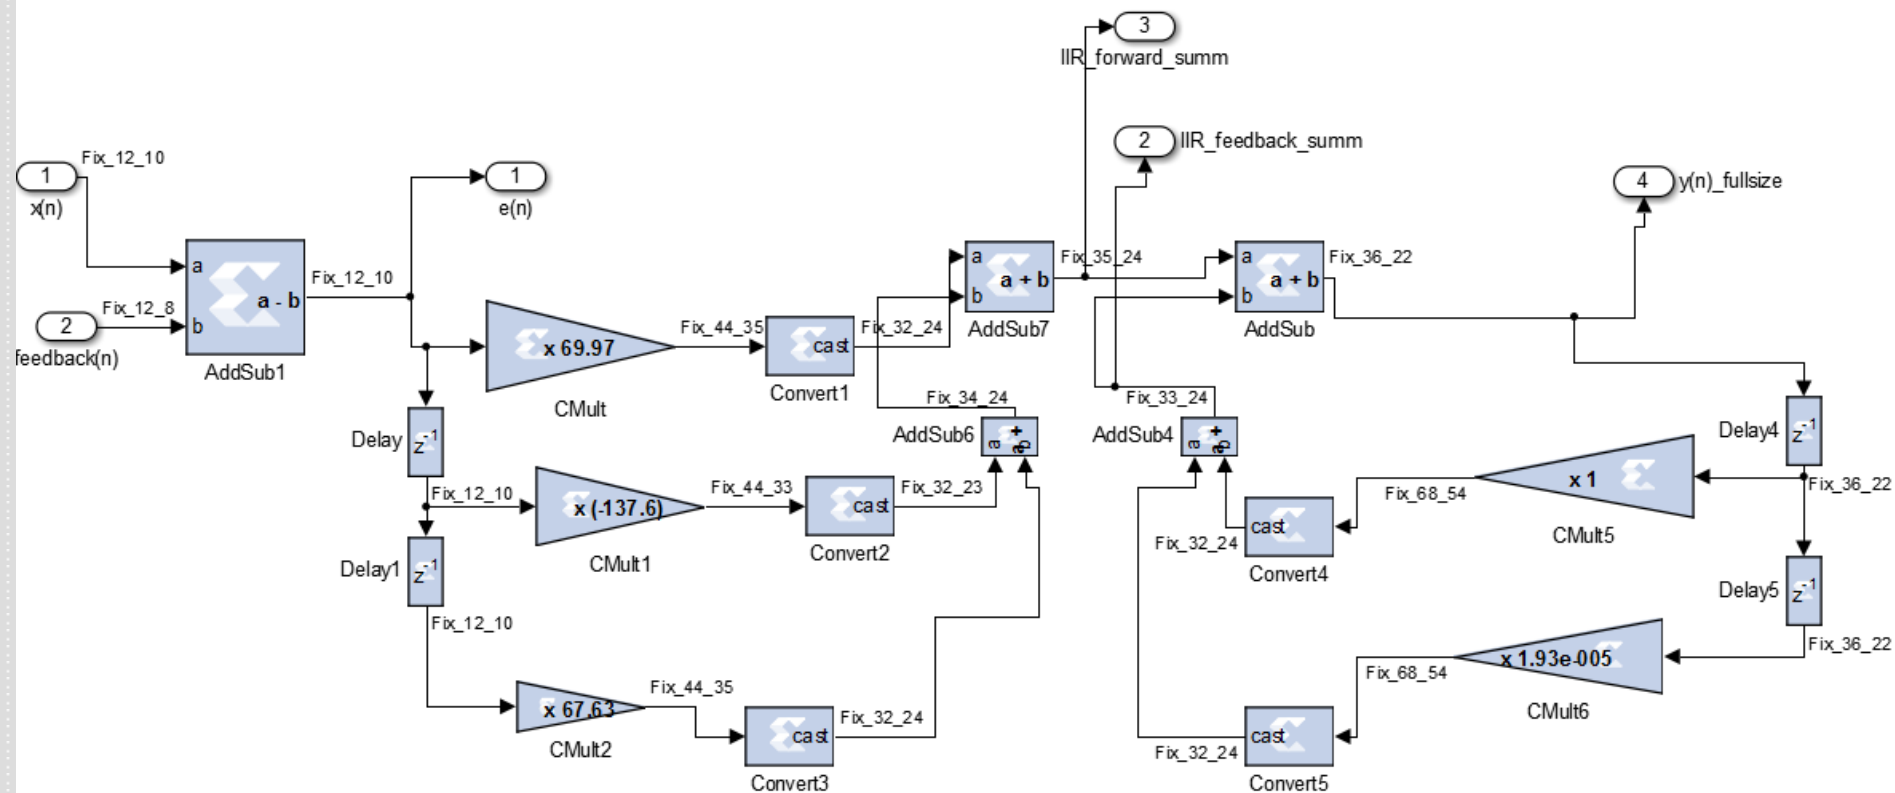 3
IIR_forward_summ
2
IIR_feedback_summ
Fix_12_10
1
x(n)
1
e(n)
4
y(n)_fullsize
a
a - b
b
AddSub1
Fix_12_10
Fix_12_8
2
feedback(n)
x 69.97
CMult
Fix_44_35
cast
Convert1
Fix_32_24
a
a + b
b
AddSub7
Fix_35_24
a
a + b
b
AddSub
Fix_36_22
Fix_34_24
AddSub6
a
b
Fix_33_24
AddSub4
a
b
Delay
z-1
Fix_12_10
x (-137.6)
CMult1
Fix_44_33
cast
Convert2
Fix_32_23
Delay4
z-1
Fix_36_22
x 1
CMult5
Fix_68_54
cast
Convert4
Fix_32_24
Delay1
z-1
Fix_12_10
Delay5
z-1
Fix_36_22
x 1.93e-005
CMult6
Fix_68_54
cast
Convert5
Fix_32_24
x 67.63
CMult2
Fix_44_35
cast
Convert3
Fix_32_24